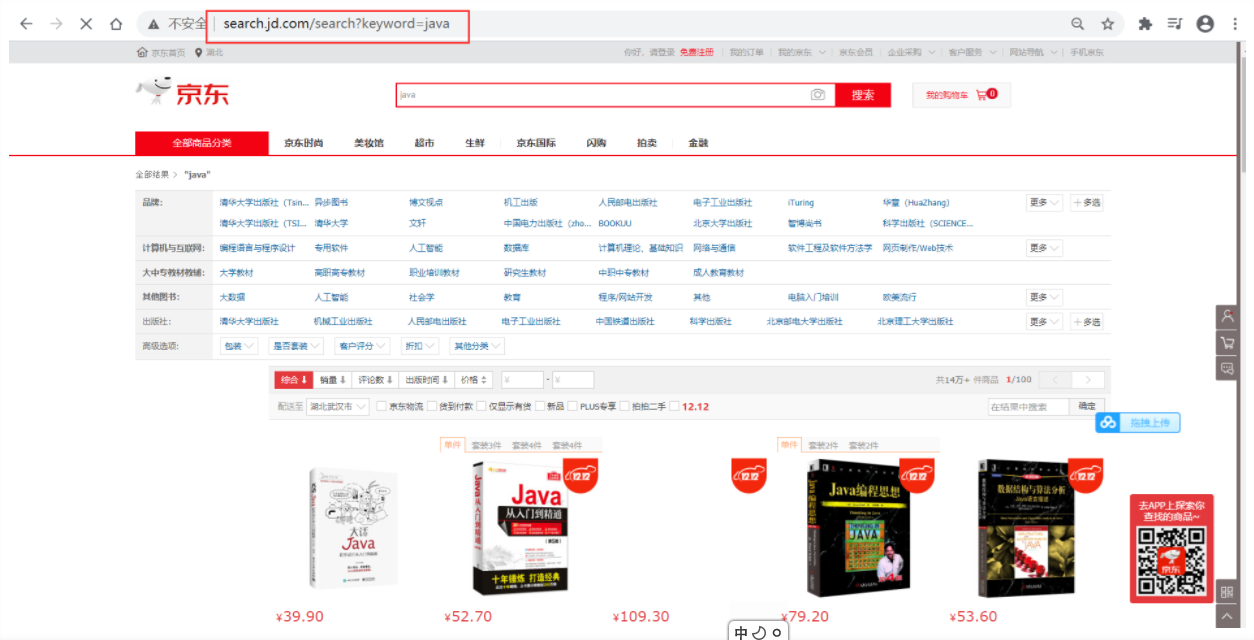 不安全 search.jd.com/search?keyword=java
京东首页 湖北 你好，请登录 免费注册 我的订单 我的京东 京东会员 企业采购 客户服务 网站导航 手机京东
京东 java 搜索 我的购物车 0
全部商品分类 京东时尚 美妆馆 超市 生鲜 京东国际 闪购 拍卖 金融
全部结果 > "java"
品牌: 清华大学出版社（Tsin... 异步图书 博文视点 机工出版 人民邮电出版社 电子工业出版社 iTuring 华章（HuaZhang） 更多 +多选
清华大学出版社（TSI... 清华大学 文轩 中国电力出版社（zho... BOOKUU 北京大学出版社 智博尚书 科学出版社（SCIENCE...
计算机与互联网: 编程语言与程序设计 专用软件 人工智能 数据库 计算机理论、基础知识 网络与通信 软件工程及软件方法学 网页制作/Web技术 更多
大中专教材教辅: 大学教材 高职高专教材 职业培训教材 研究生教材 中职中专教材 成人教育教材
其他图书: 大数据 人工智能 社会学 教育 程序/网站开发 其他 电脑入门培训 欧美流行 更多
出版社: 清华大学出版社 机械工业出版社 人民邮电出版社 电子工业出版社 中国铁道出版社 科学出版社 北京邮电大学出版社 北京理工大学出版社 更多 +多选
高级选项: 包装 是否套装 客户评分 折扣 其他分类
综合 销量 评论数 出版时间 价格 ¥ - ¥ 共14万+ 件商品 1/100 < >
配送至 湖北武汉市 京东物流 货到付款 仅显示有货 新品 PLUS专享 拍拍二手 12.12 在结果中搜索 确定
拖拽上传
单件 套装3件 套装4件 套装4件 单件 套装2件 套装2件
大话
Java
Java
从入门到精通
（第5版）
十年锤炼 打造经典
Java编程思想
THINKING IN
JAVA
第4版
数据结构与算法分析
Java语言描述
JAVA
去APP上探索你
查找的商品~
京东
¥39.90 ¥52.70 ¥109.30 ¥79.20 ¥53.60
中